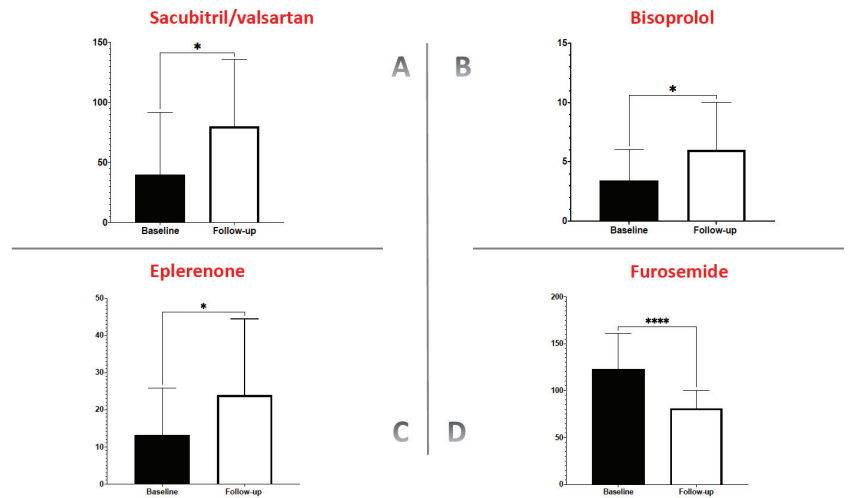 Sacubitril/valsartan
150
100
50
0
*
Baseline Follow-up
A
B
Bisoprolol
15
10
5
0
*
Baseline Follow-up
Eplerenone
50
40
30
20
10
0
*
Baseline Follow-up
C
D
Furosemide
200
150
100
50
0
****
Baseline Follow-up